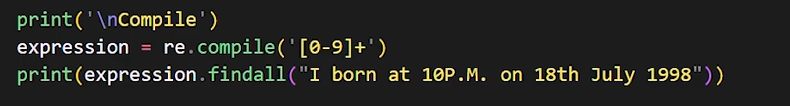 print('\nCompile')
expression = re.compile('[0-9]+')
print(expression.findall("I born at 10P.M. on 18th July 1998"))